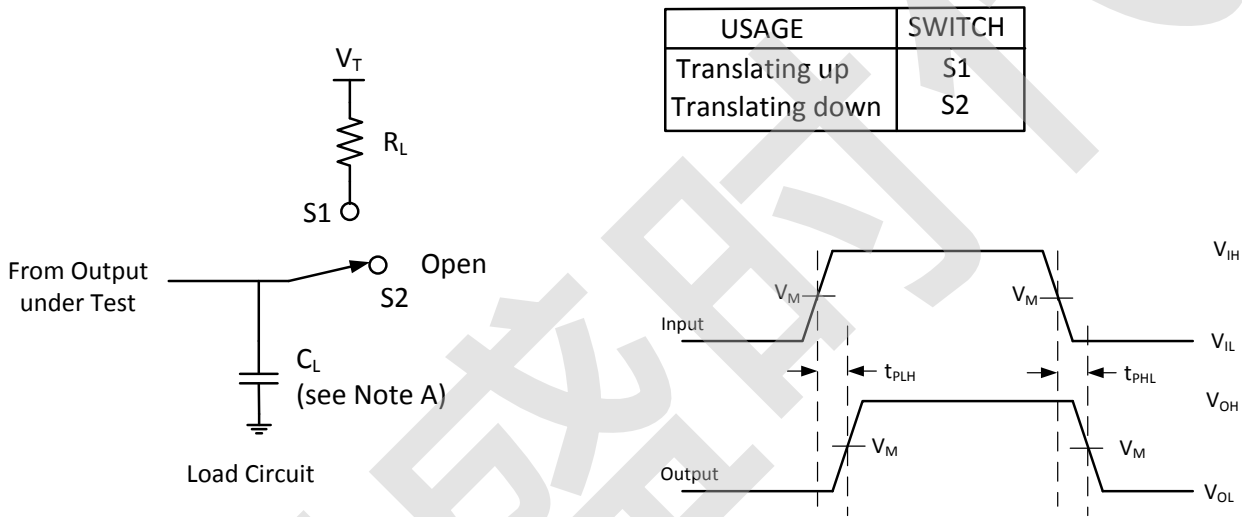 USAGE SWITCH
Translating up S1
Translating down S2
V_T
R_L
S1
From Output
under Test
Open
S2
C_L
(see Note A)
Load Circuit
V_IH
V_M
V_M
Input
V_IL
t_PLH
t_PHL
V_OH
V_M
V_M
Output
V_OL